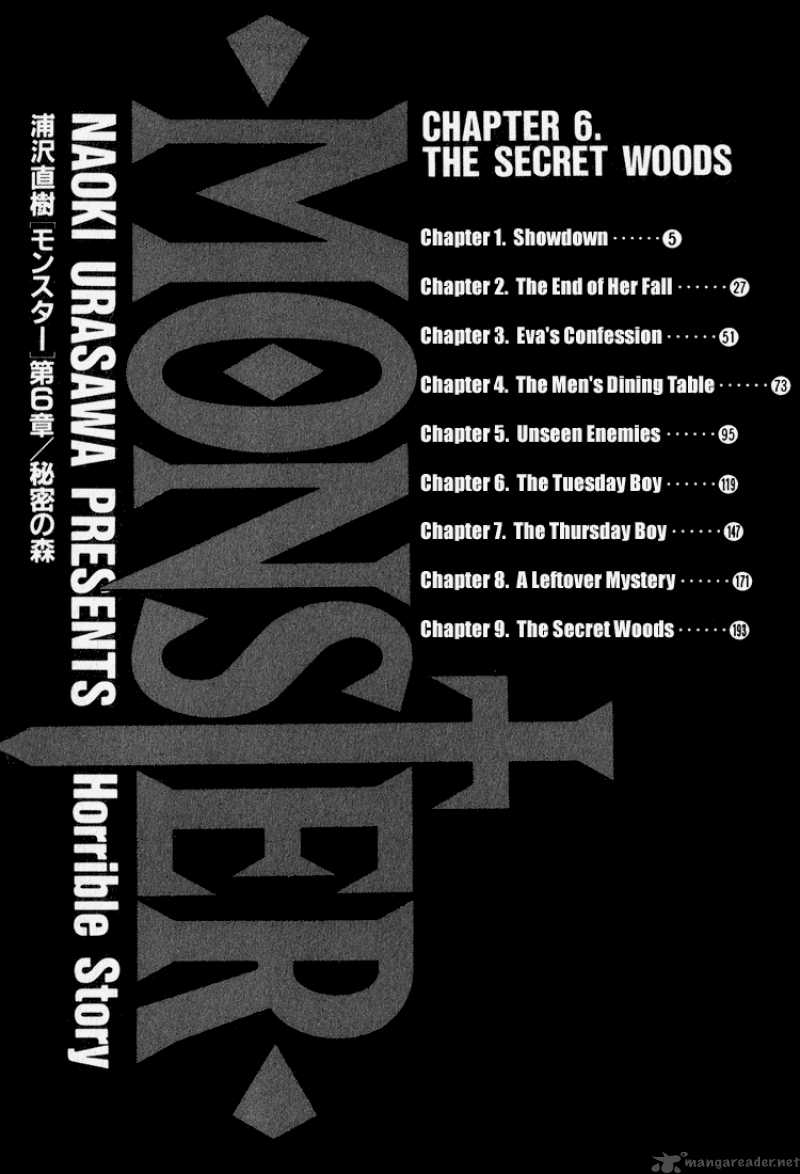 CHAPTER 6.
THE SECRET WOODS
Chapter 1. Showdown ······ 5
Chapter 2. The End of Her Fall ······ 27
Chapter 3. Eva's Confession ······ 51
Chapter 4. The Men's Dining Table ······ 73
Chapter 5. Unseen Enemies ······ 95
Chapter 6. The Tuesday Boy ······ 119
Chapter 7. The Thursday Boy ······ 147
Chapter 8. A Leftover Mystery ······ 171
Chapter 9. The Secret Woods ······ 193
MONSTER
NAOKI URASAWA PRESENTS Horrible Story
浦沢直樹[モンスター]第6章/秘密の森
mangareader.net